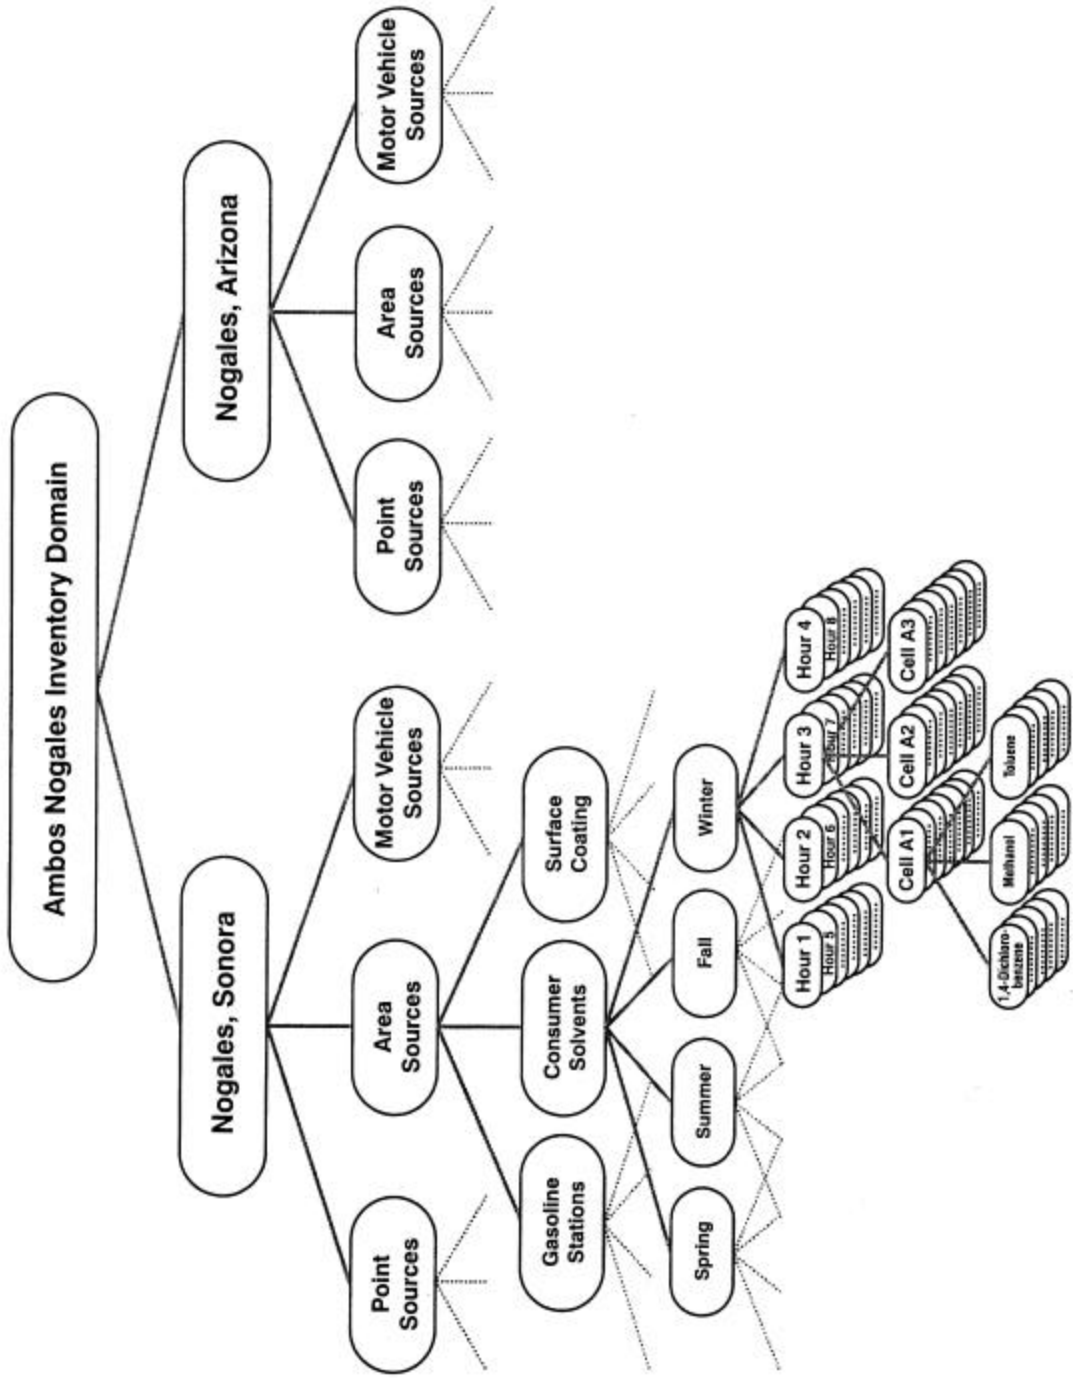 Ambos Nogales Inventory Domain
Nogales, Sonora
Nogales, Arizona
Point
Sources
Area
Sources
Motor Vehicle
Sources
Point
Sources
Area
Sources
Motor Vehicle
Sources
Gasoline
Stations
Consumer
Solvents
Surface
Coating
Spring
Summer
Fall
Winter
Hour 1
Hour 5
Hour 2
Hour 6
Hour 3
Hour 7
Hour 4
Hour 8
Cell A1
Cell A2
Cell A3
1,4-Dichloro-
benzene
Methanol
Toluene